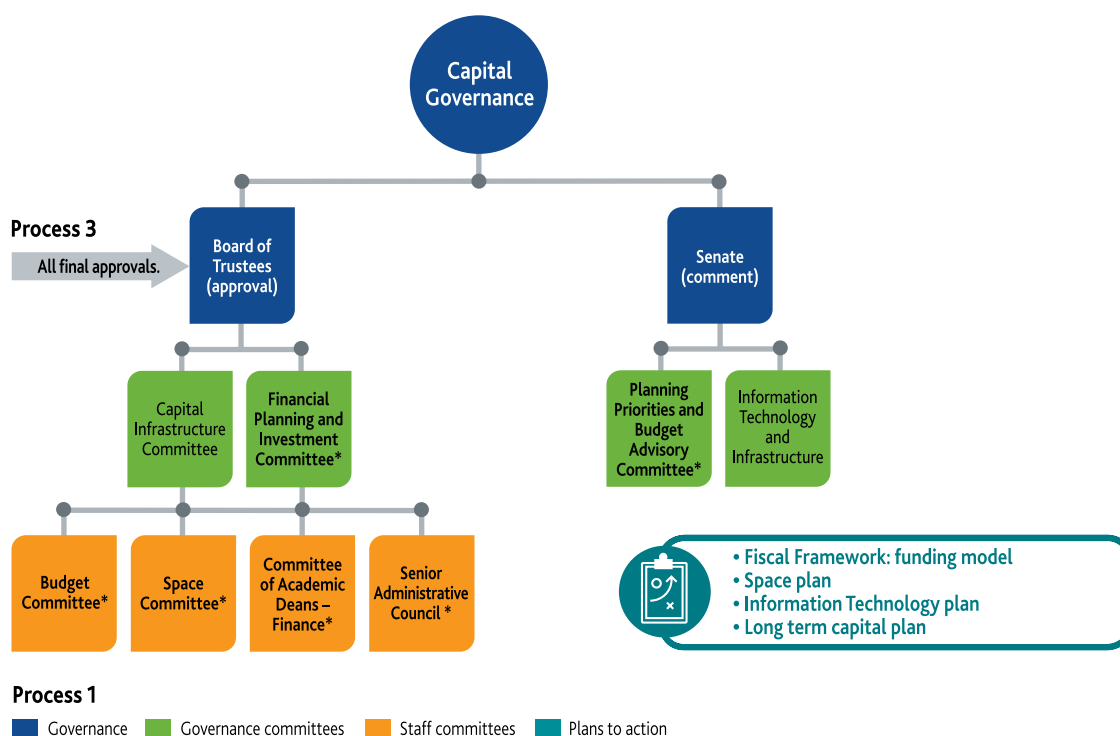 Capital
Governance
Process 3
All final approvals.
Board of
Trustees
(approval)
Senate
(comment)
Capital
Infrastructure
Committee
Financial
Planning and
Investment
Committee*
Planning
Priorities and
Budget
Advisory
Committee*
Information
Technology
and
Infrastructure
Budget
Committee*
Space
Committee*
Committee
of Academic
Deans –
Finance*
Senior
Administrative
Council *
• Fiscal Framework: funding model
• Space plan
• Information Technology plan
• Long term capital plan
Process 1
Governance
Governance committees
Staff committees
Plans to action